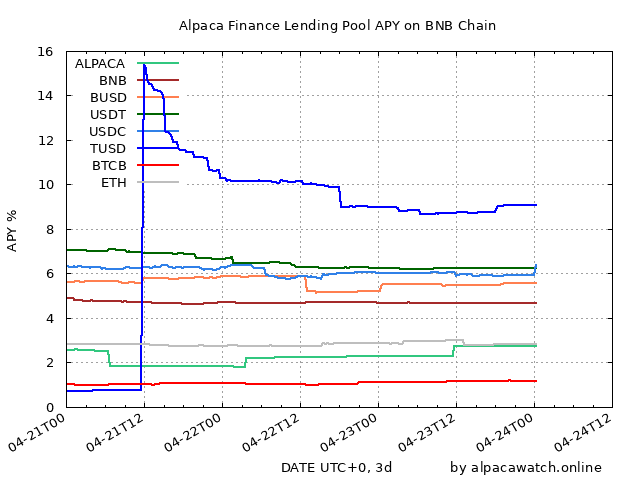 Alpaca Finance Lending Pool APY on BNB Chain
16
14
12
10
8
6
4
2
0
APY %
ALPACA
BNB
BUSD
USDT
USDC
TUSD
BTCB
ETH
04-21T00
04-21T12
04-22T00
04-22T12
04-23T00
04-23T12
04-24T00
04-24T12
DATE UTC+0, 3d
by alpacawatch.online